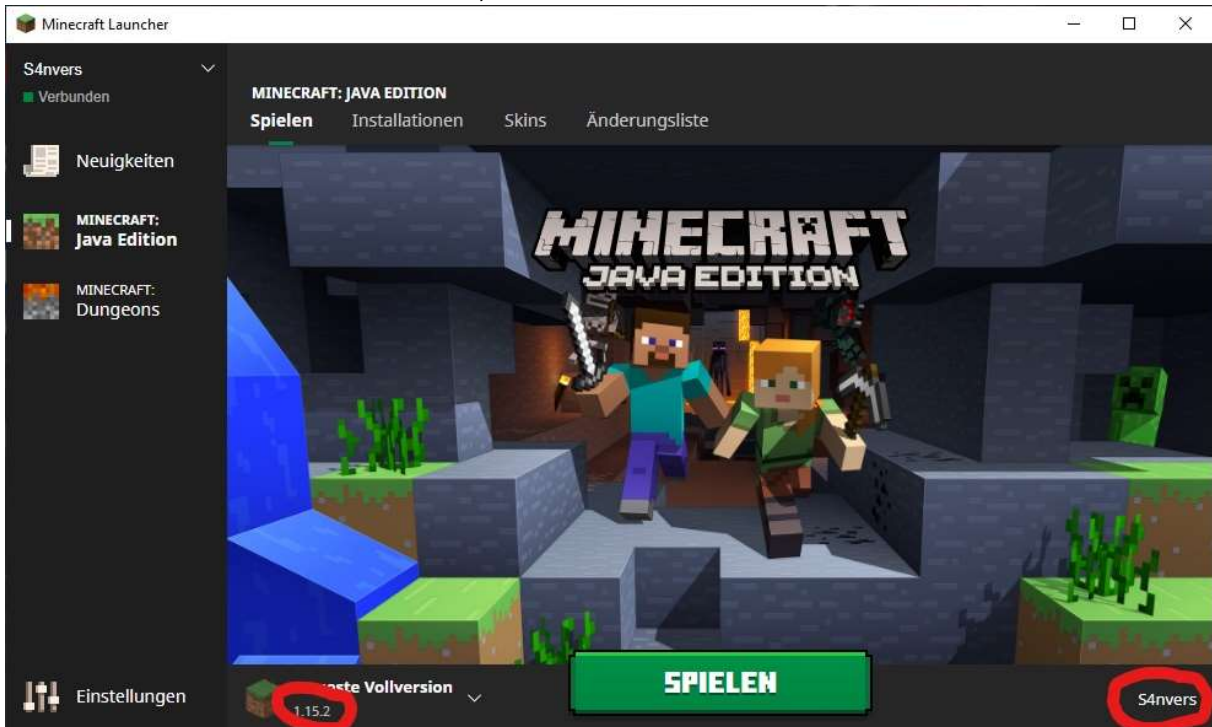 Minecraft Launcher
S4nvers
Verbunden
Neuigkeiten
MINECRAFT:
Java Edition
MINECRAFT:
Dungeons
Einstellungen
MINECRAFT: JAVA EDITION
Spielen Installationen Skins Änderungsliste
MINECRAFT
JAVA EDITION
Vollversion
1.15.2
SPIELEN
S4nvers